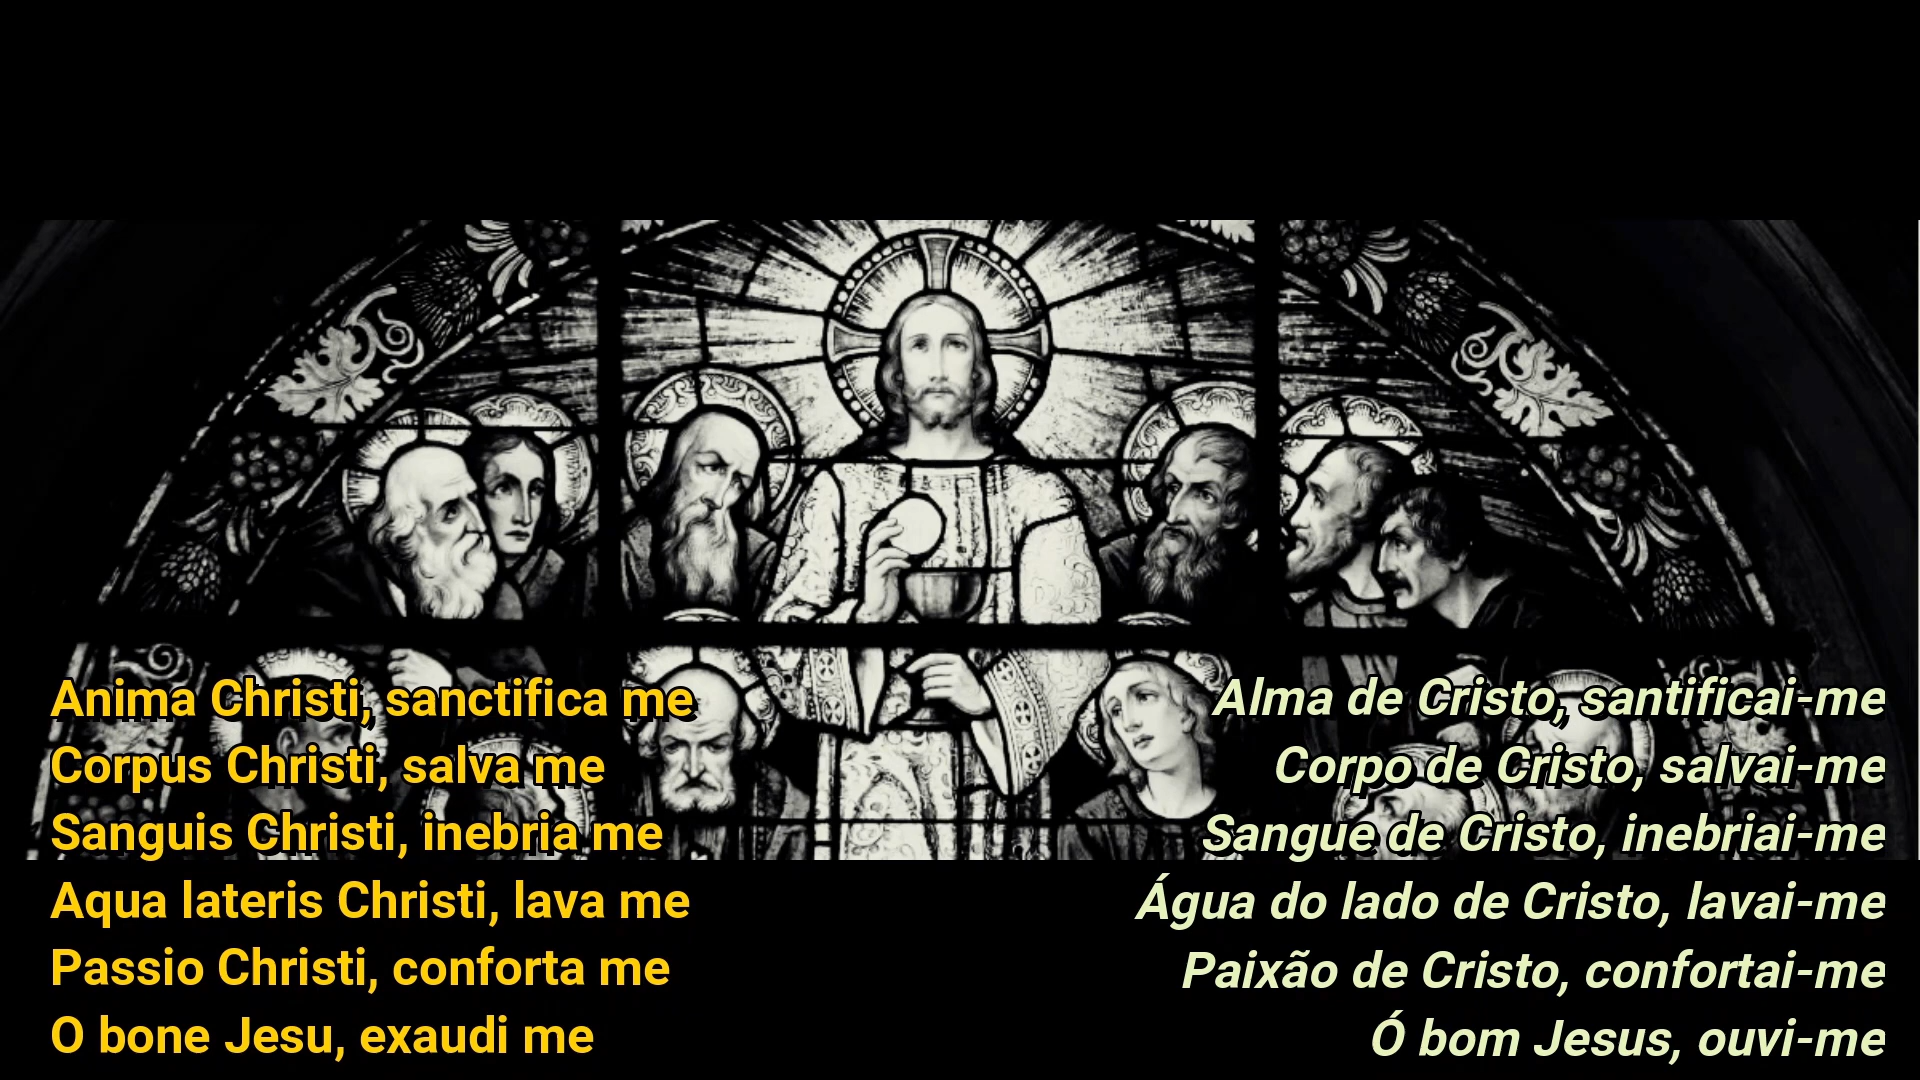 Anima Christi, sanctifica me
Corpus Christi, salva me
Sanguis Christi, inebria me
Aqua lateris Christi, lava me
Passio Christi, conforta me
O bone Jesu, exaudi me
Alma de Cristo, santificai-me
Corpo de Cristo, salvai-me
Sangue de Cristo, inebriai-me
Água do lado de Cristo, lavai-me
Paixão de Cristo, confortai-me
Ó bom Jesus, ouvi-me